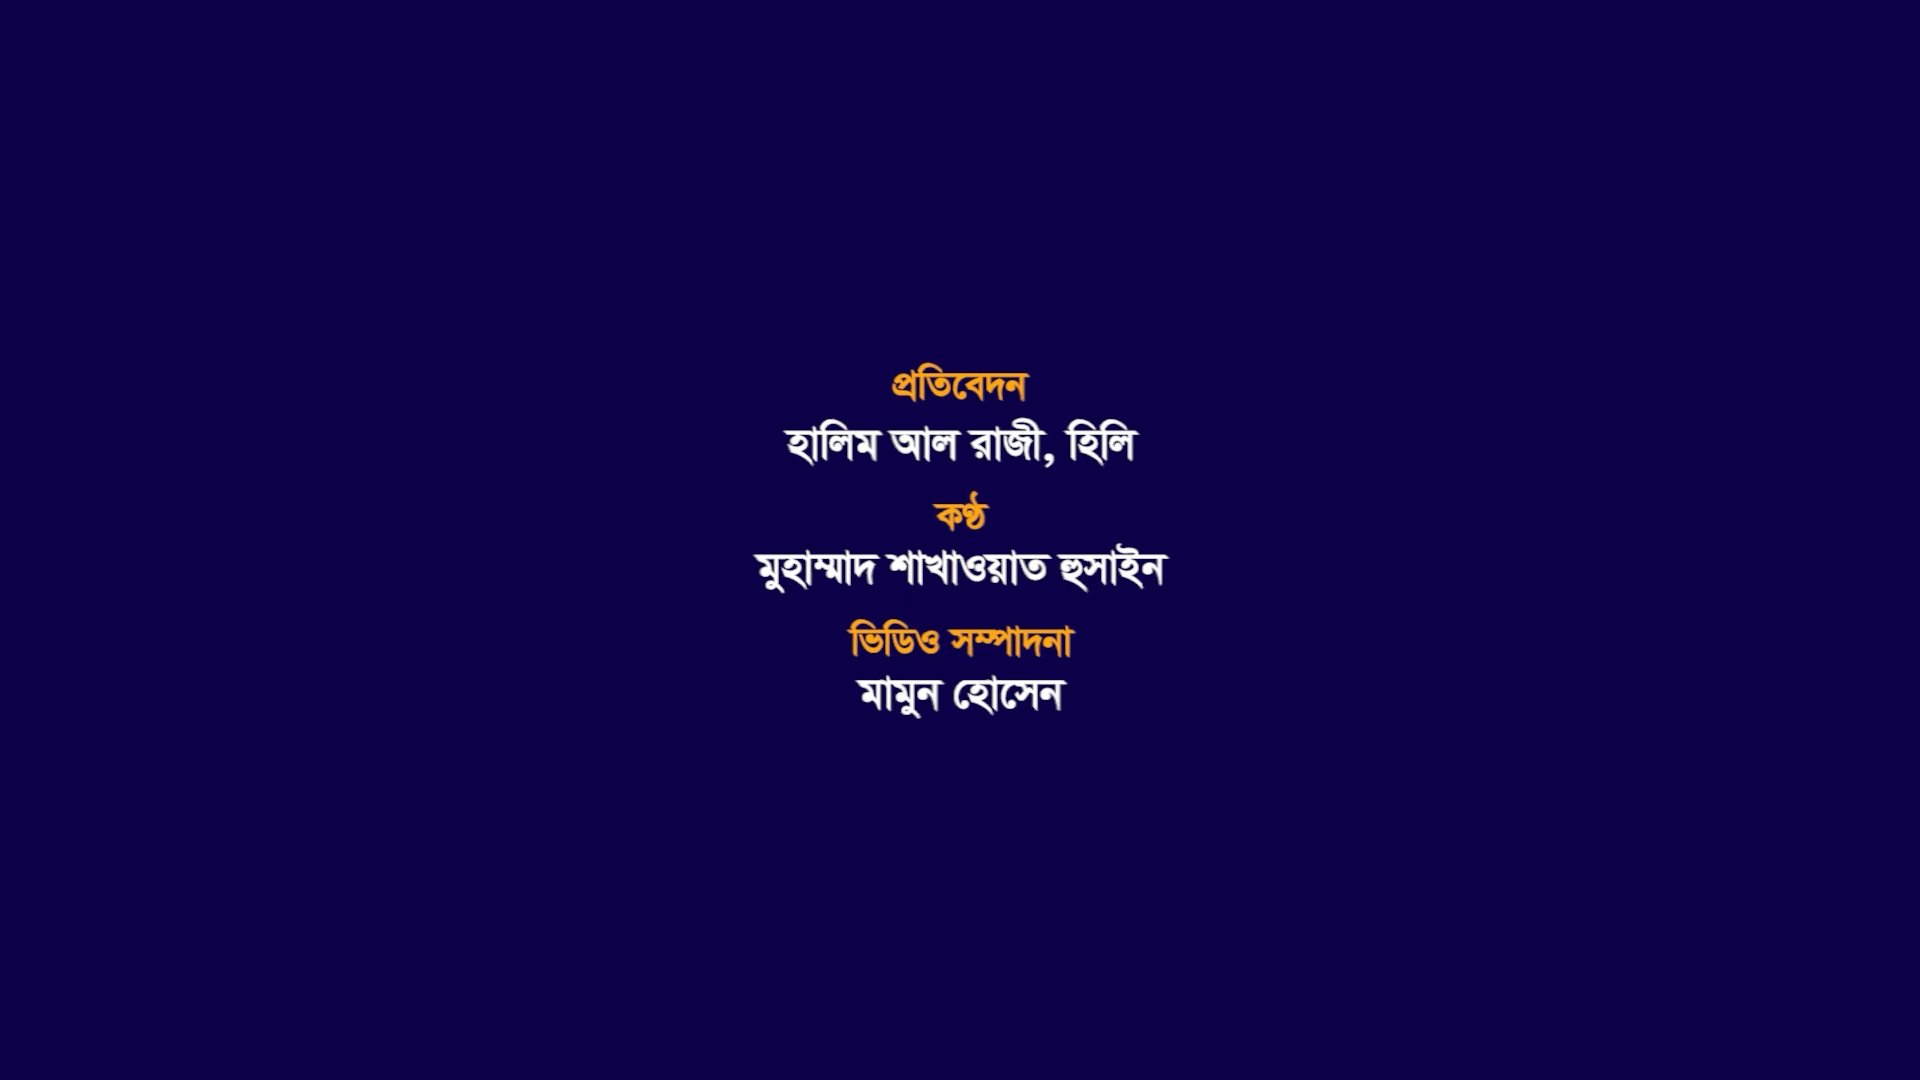 প্রতিবেদন
হালিম আল রাজী, হিলি
কণ্ঠ
মুহাম্মাদ শাখাওয়াত হুসাইন
ভিডিও সম্পাদনা
মামুন হোসেন